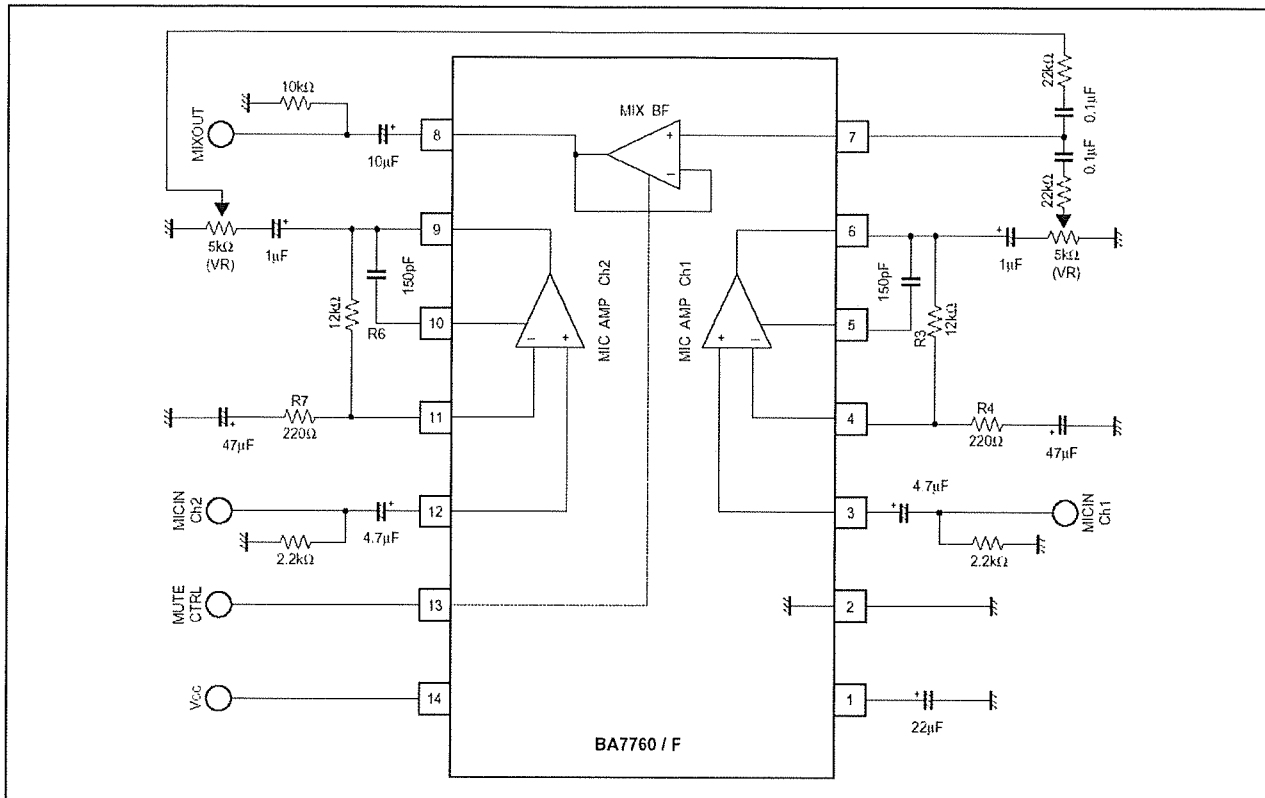 22kΩ
0.1μF
10kΩ
MIXOUT
10μF
8
MIX BF
+
−
7
0.1μF
22kΩ
5kΩ
(VR)
1μF
9
6
1μF
5kΩ
(VR)
150pF
150pF
12kΩ
R6
10
MIC AMP Ch2
− +
MIC AMP Ch1
+ −
5
R3
12kΩ
R7
220Ω
47μF
11
4
R4
220Ω
47μF
MICIN
Ch2
4.7μF
2.2kΩ
12
3
4.7μF
2.2kΩ
MICIN
Ch1
MUTE
CTRL
13
2
Vcc
14
1
22μF
BA7760 / F